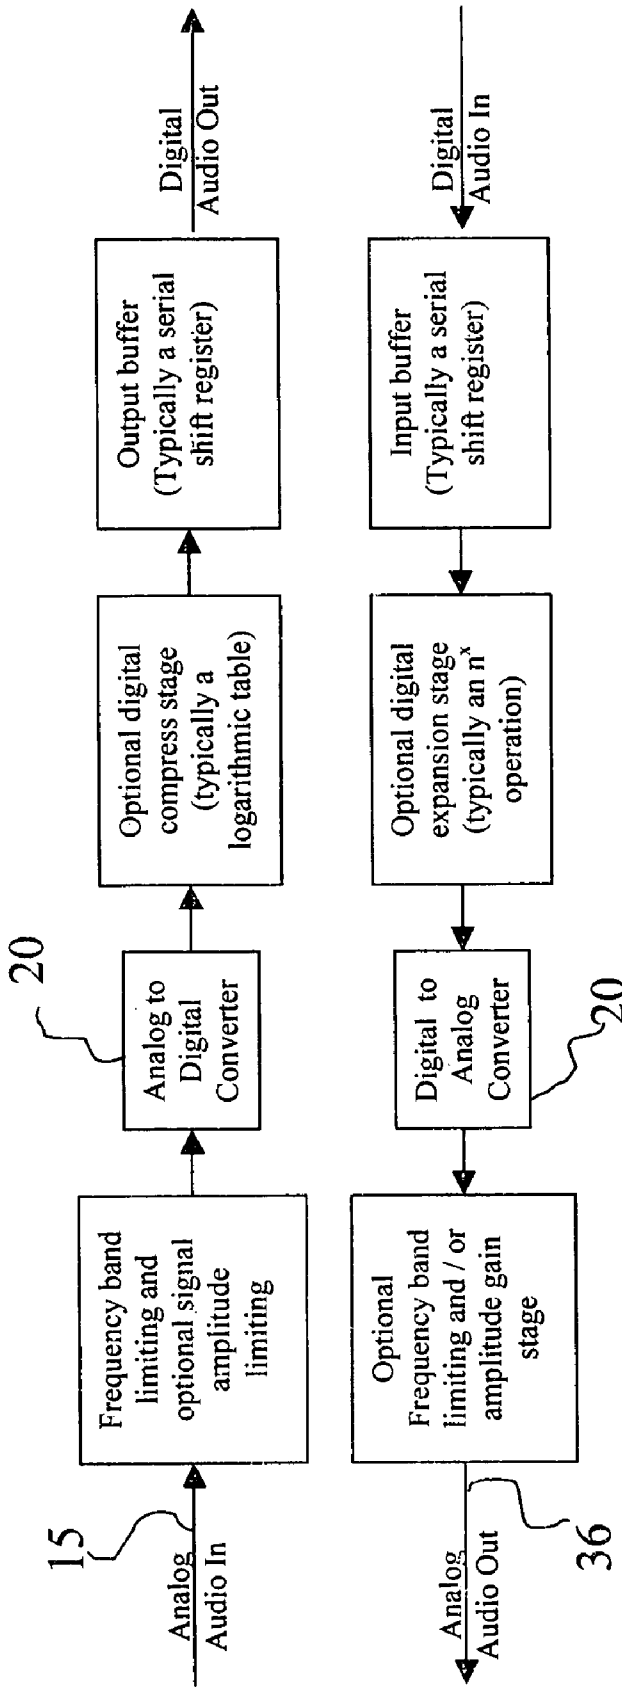 15
Analog
Audio In
Frequency band
limiting and
optional signal
amplitude
limiting
20
Analog to
Digital
Converter
Optional digital
compress stage
(typically a
logarithmic table)
Output buffer
(Typically a serial
shift register)
Digital
Audio Out
Analog
Audio Out
36
Optional
Frequency band
limiting and / or
amplitude gain
stage
Digital to
Analog
Converter
20
Optional digital
expansion stage
(typically an nˣ
operation)
Input buffer
(Typically a serial
shift register)
Digital
Audio In